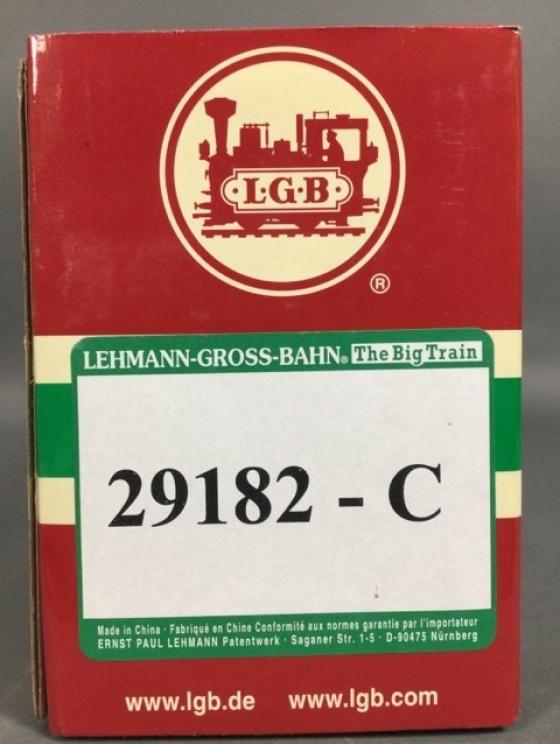 L·G·B
®
LEHMANN-GROSS-BAHN® The Big Train
29182 - C
Made in China · Fabriqué en Chine Conformité aux normes garantie par l'importateur
ERNST PAUL LEHMANN Patentwerk · Saganer Str. 1-5 · D-90475 Nürnberg
www.lgb.de www.lgb.com